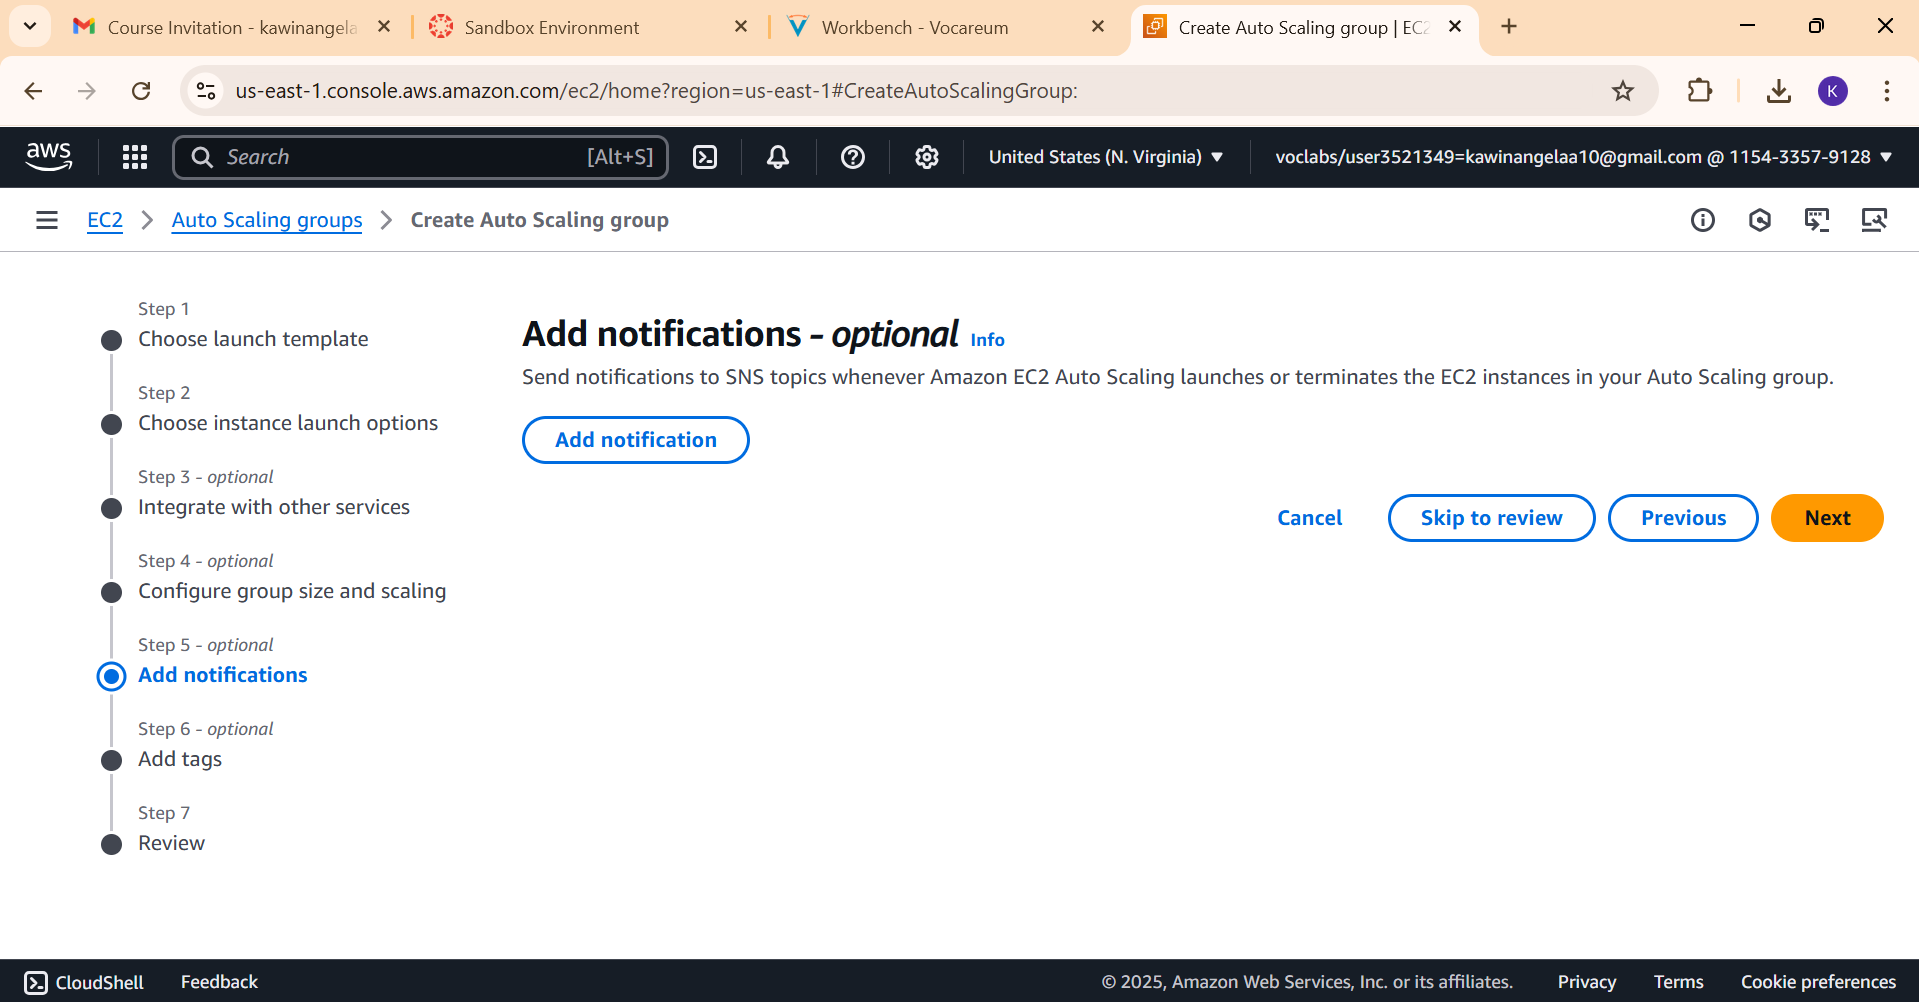 Course Invitation - kawinangela
Sandbox Environment
Workbench - Vocareum
Create Auto Scaling group | EC2
us-east-1.console.aws.amazon.com/ec2/home?region=us-east-1#CreateAutoScalingGroup:
K
aws
Search
[Alt+S]
United States (N. Virginia)
voclabs/user3521349=kawinangelaa10@gmail.com @ 1154-3357-9128
EC2
Auto Scaling groups
Create Auto Scaling group
Step 1
Choose launch template
Step 2
Choose instance launch options
Step 3 - optional
Integrate with other services
Step 4 - optional
Configure group size and scaling
Step 5 - optional
Add notifications
Step 6 - optional
Add tags
Step 7
Review
Add notifications - optional Info
Send notifications to SNS topics whenever Amazon EC2 Auto Scaling launches or terminates the EC2 instances in your Auto Scaling group.
Add notification
Cancel
Skip to review
Previous
Next
CloudShell
Feedback
© 2025, Amazon Web Services, Inc. or its affiliates.
Privacy
Terms
Cookie preferences